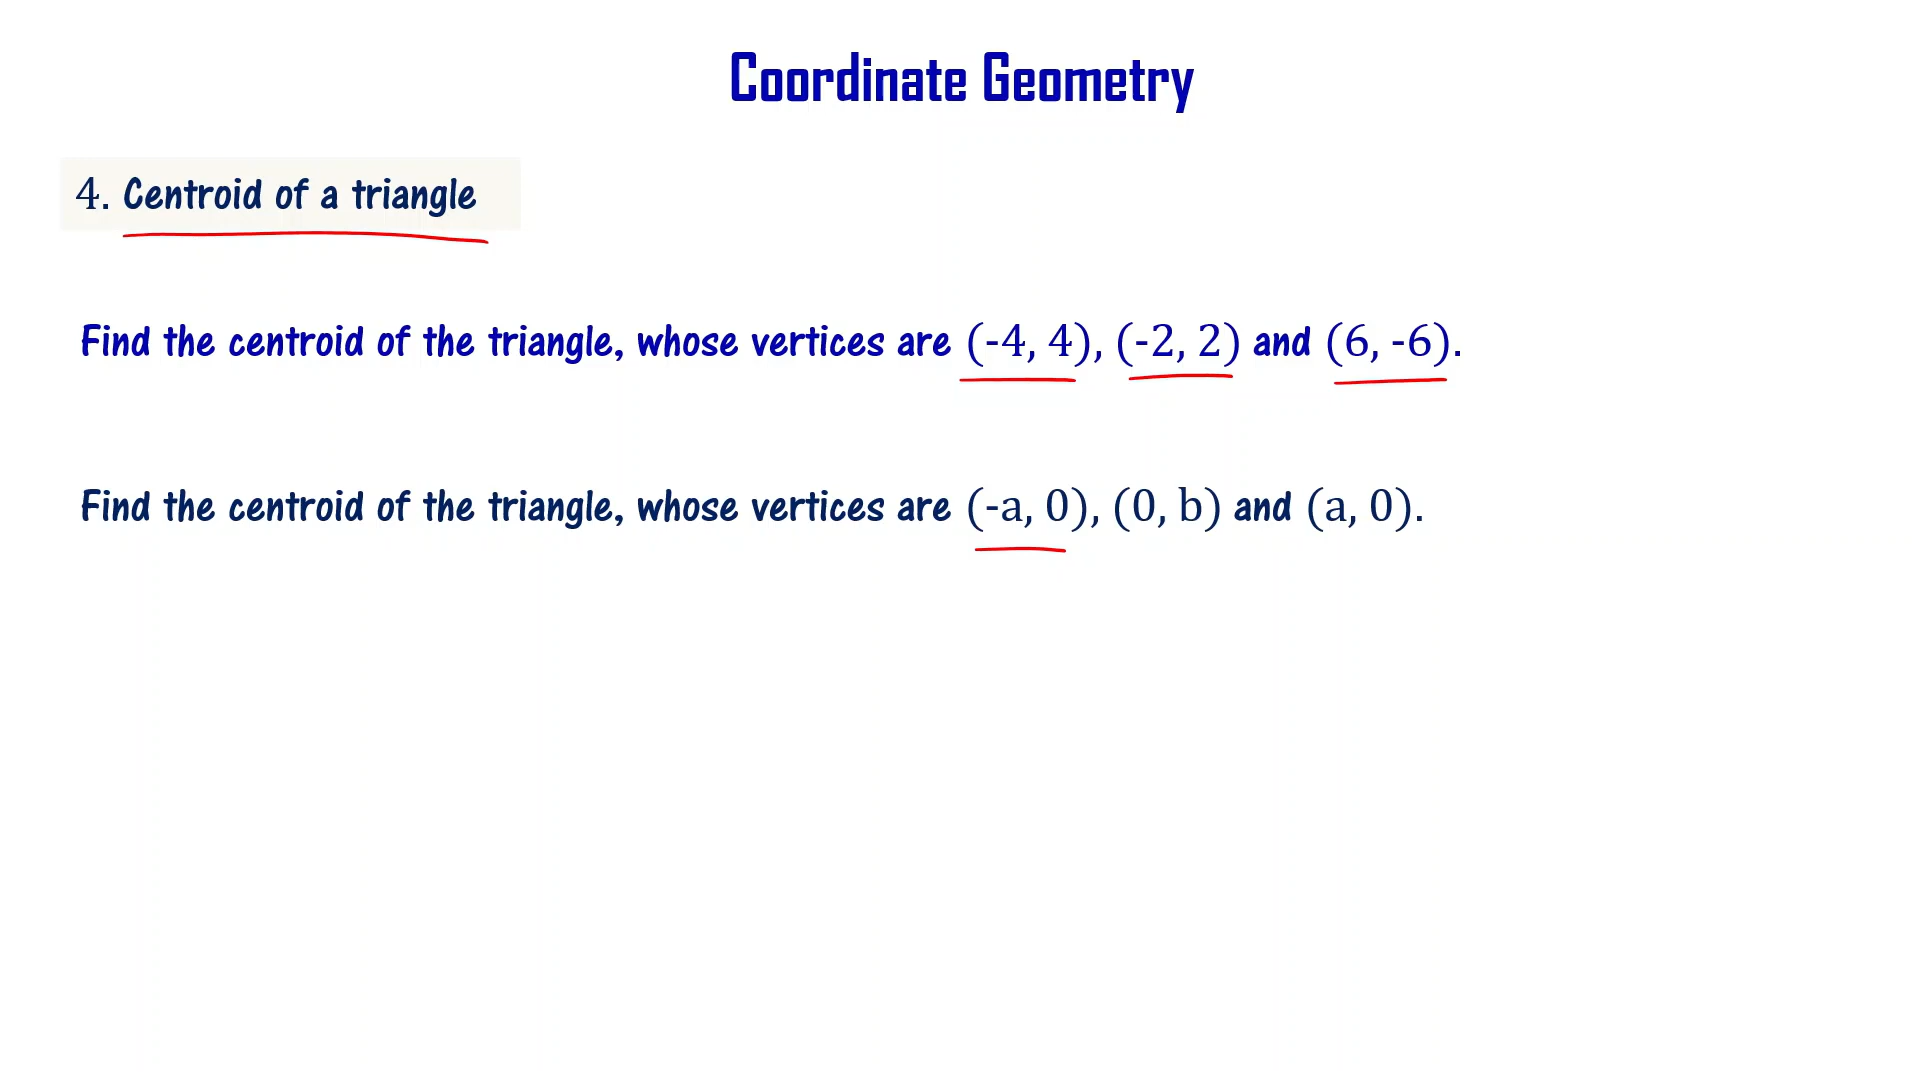 Coordinate Geometry
4. Centroid of a triangle
Find the centroid of the triangle, whose vertices are (-4, 4), (-2, 2) and (6, -6).
Find the centroid of the triangle, whose vertices are (-a, 0), (0, b) and (a, 0).